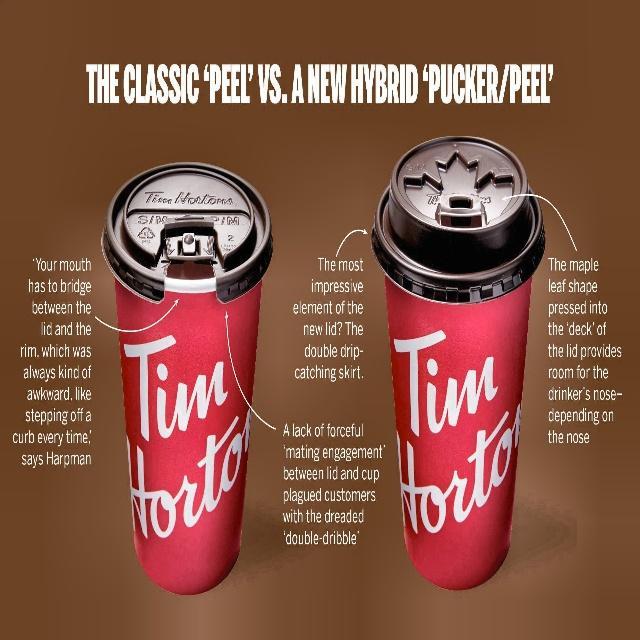 THE CLASSIC 'PEEL' VS. A NEW HYBRID 'PUCKER/PEEL'
Tim Hortons
2
'Your mouth
has to bridge
between the
lid and the
rim, which was
always kind of
awkward, like
stepping off a
curb every time,'
says Harpman
The most
impressive
element of the
new lid? The
double drip-
catching skirt.
The maple
leaf shape
pressed into
the 'deck' of
the lid provides
room for the
drinker's nose–
depending on
the nose
A lack of forceful
'mating engagement'
between lid and cup
plagued customers
with the dreaded
'double-dribble'
Tim
Horto
Tim
Horto